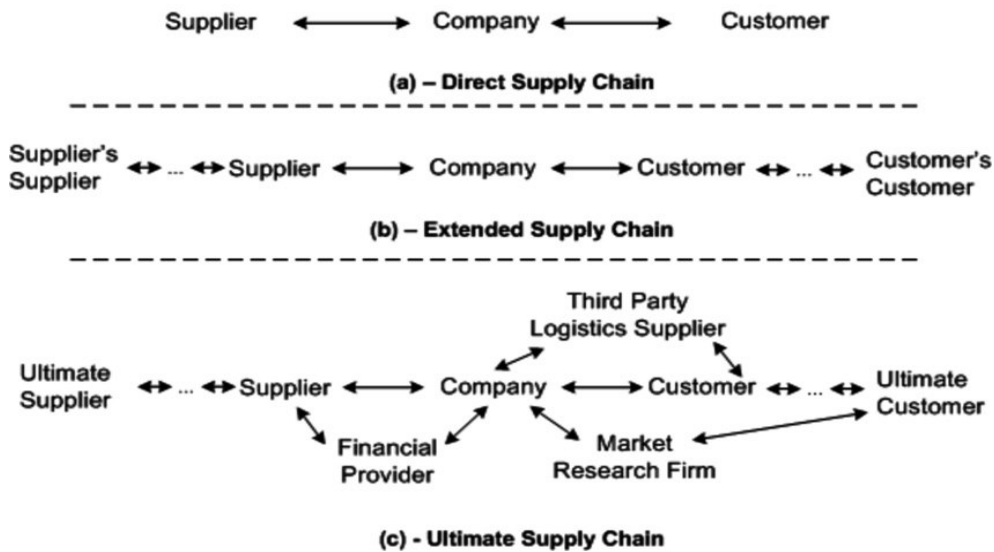 Supplier Company Customer
(a) – Direct Supply Chain
Supplier's
Supplier ... Supplier Company Customer ... Customer's
Customer
(b) – Extended Supply Chain
Third Party
Logistics Supplier
Ultimate
Supplier ... Supplier Company Customer ... Ultimate
Customer
Financial
Provider
Market
Research Firm
(c) - Ultimate Supply Chain